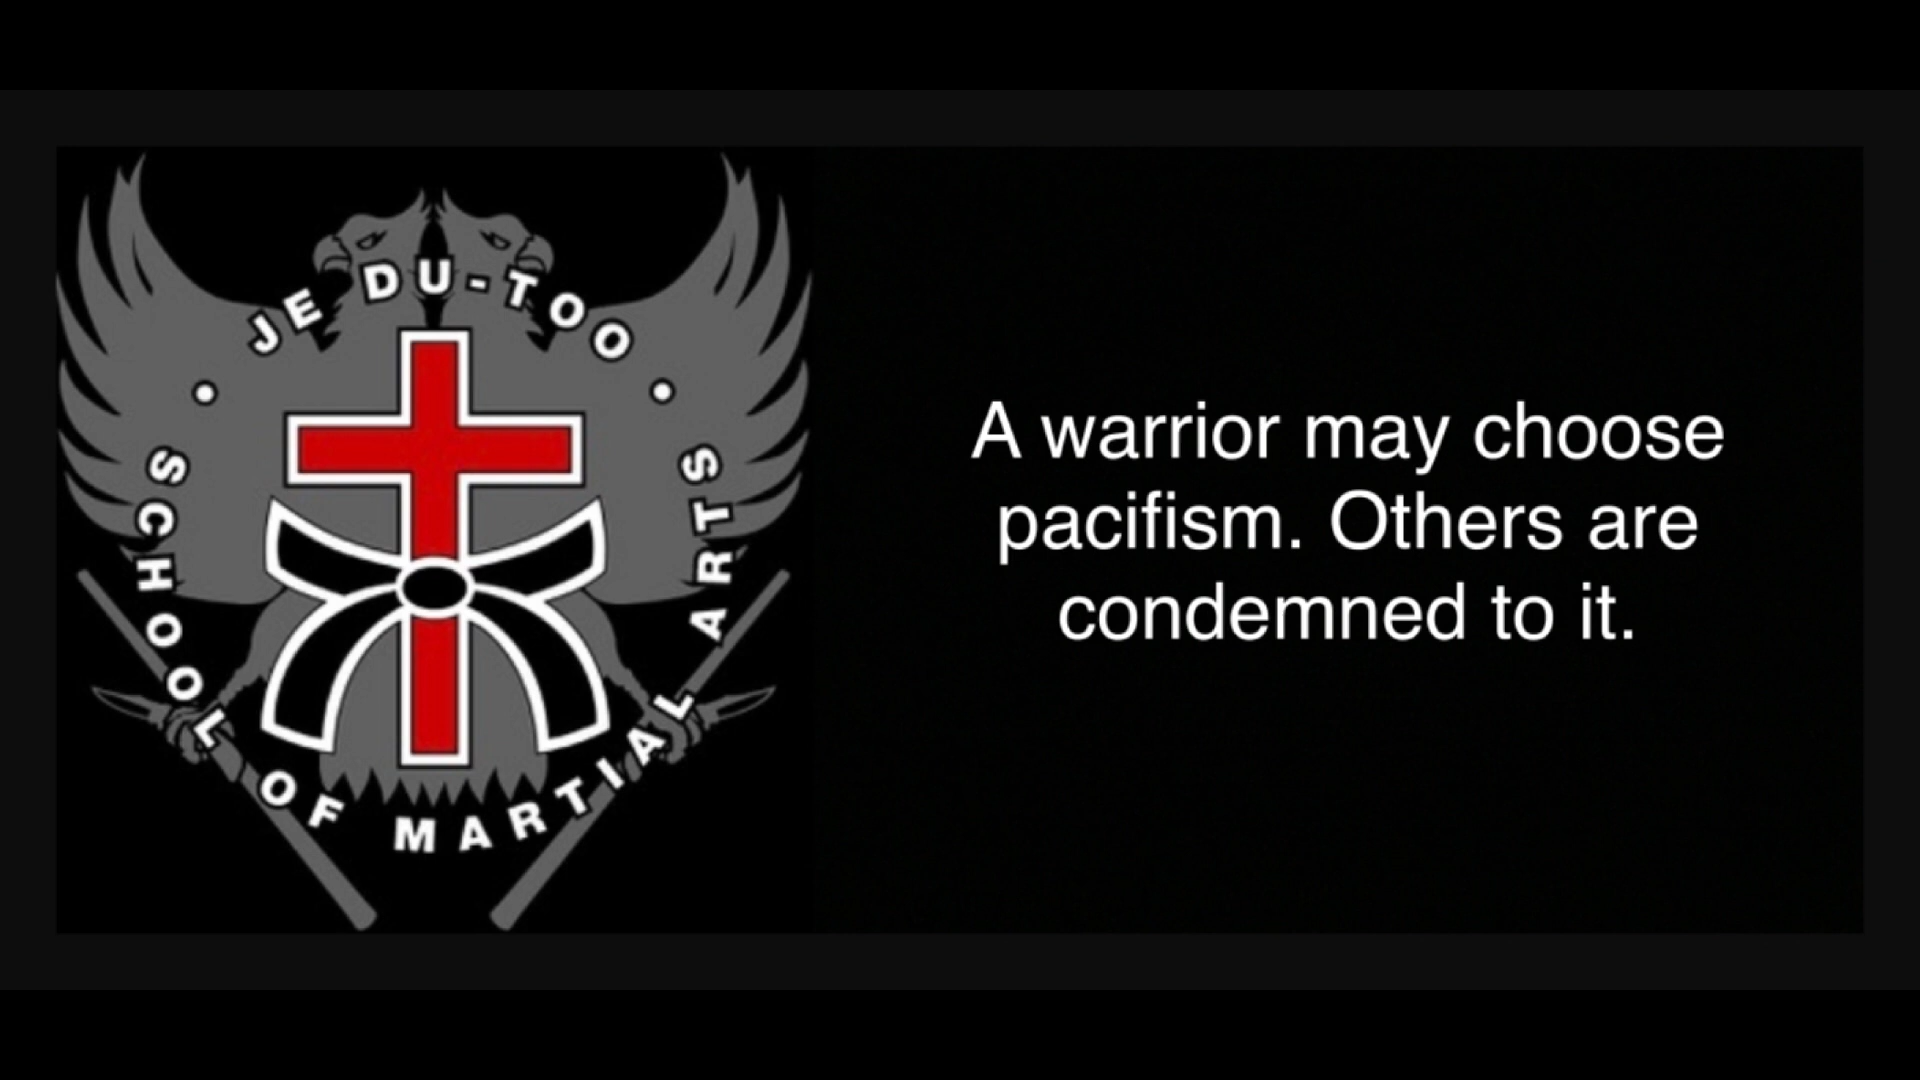 JE DU-TOO
• SCHOOL OF MARTIAL ARTS •
A warrior may choose
pacifism. Others are
condemned to it.